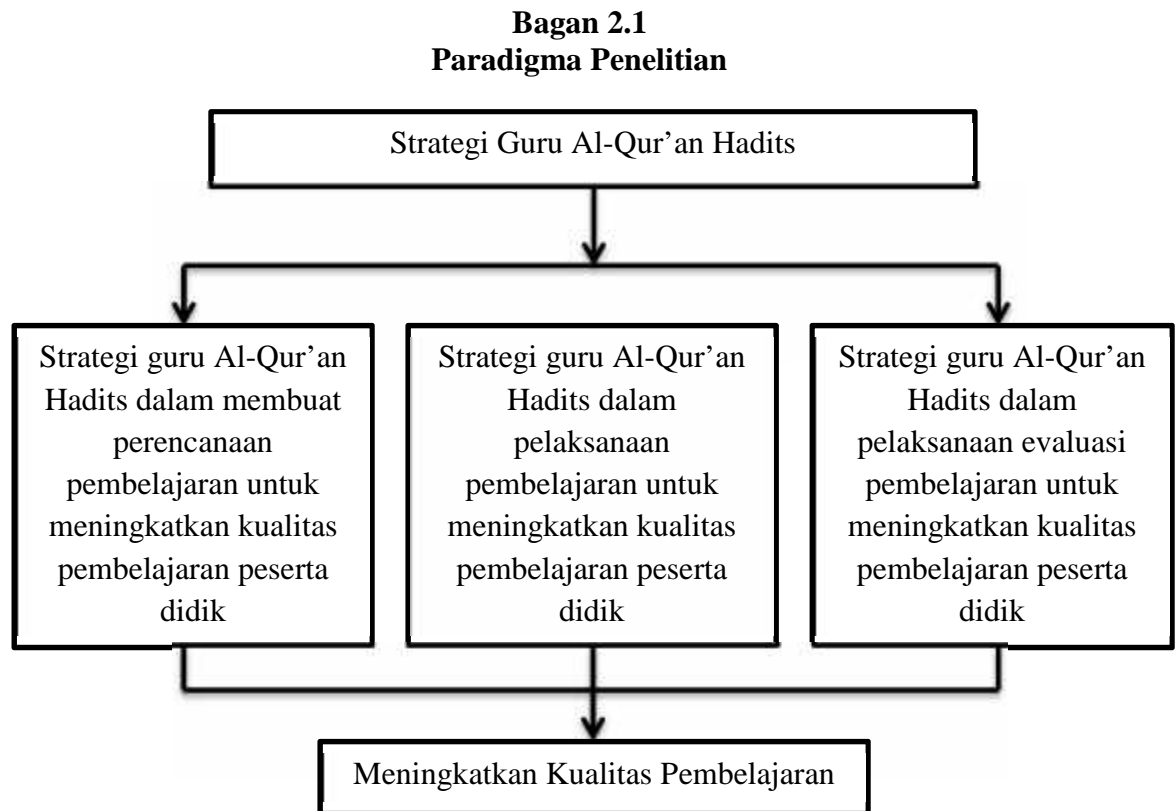 Bagan 2.1
Paradigma Penelitian
Strategi Guru Al-Qur’an Hadits
Strategi guru Al-Qur’an
Hadits dalam membuat
perencanaan
pembelajaran untuk
meningkatkan kualitas
pembelajaran peserta
didik
Strategi guru Al-Qur’an
Hadits dalam
pelaksanaan
pembelajaran untuk
meningkatkan kualitas
pembelajaran peserta
didik
Strategi guru Al-Qur’an
Hadits dalam
pelaksanaan evaluasi
pembelajaran untuk
meningkatkan kualitas
pembelajaran peserta
didik
Meningkatkan Kualitas Pembelajaran